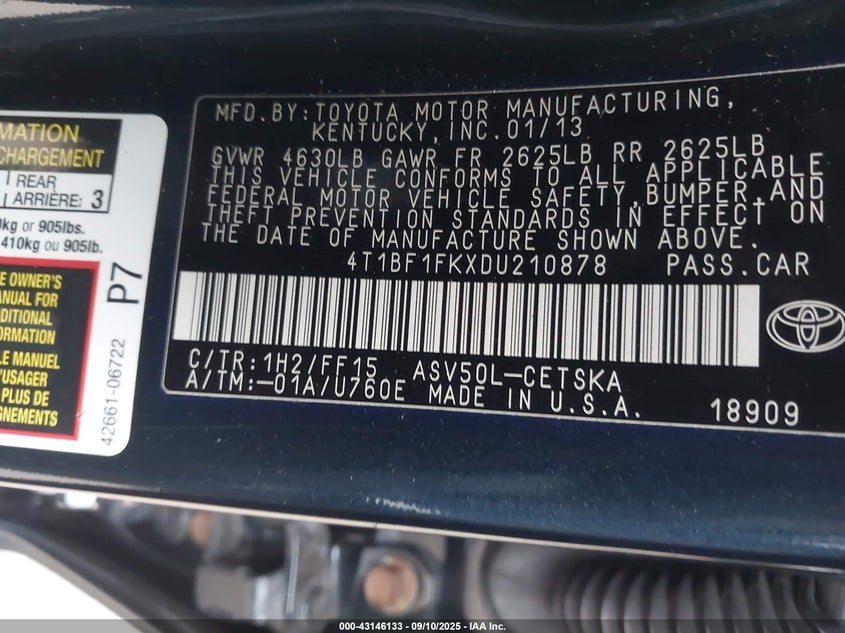 MFD.BY:TOYOTA MOTOR MANUFACTURING,
KENTUCKY,INC.01/13
GVWR 4630LB GAWR FR 2625LB RR 2625LB
THIS VEHICLE CONFORMS TO ALL APPLICABLE
FEDERAL MOTOR VEHICLE SAFETY,BUMPER,AND
THEFT PREVENTION STANDARDS IN EFFECT ON
THE DATE OF MANUFACTURE SHOWN ABOVE.
4T1BF1FKXDU210878 PASS.CAR
C/TR:1H2/FF15 ASV50L-CETSKA
A/TM:-01A/U760E MADE IN U.S.A.
18909
MATION
CHARGEMENT
REAR
ARRIÈRE: 3
kg or 905lbs.
410kg ou 905lb.
E OWNER'S
ANUAL FOR
DDITIONAL
FORMATION
LE MANUEL
'USAGER
PLUS DE
GNEMENTS
P7
42661-06722
000-43146133 - 09/10/2025 - IAA Inc.